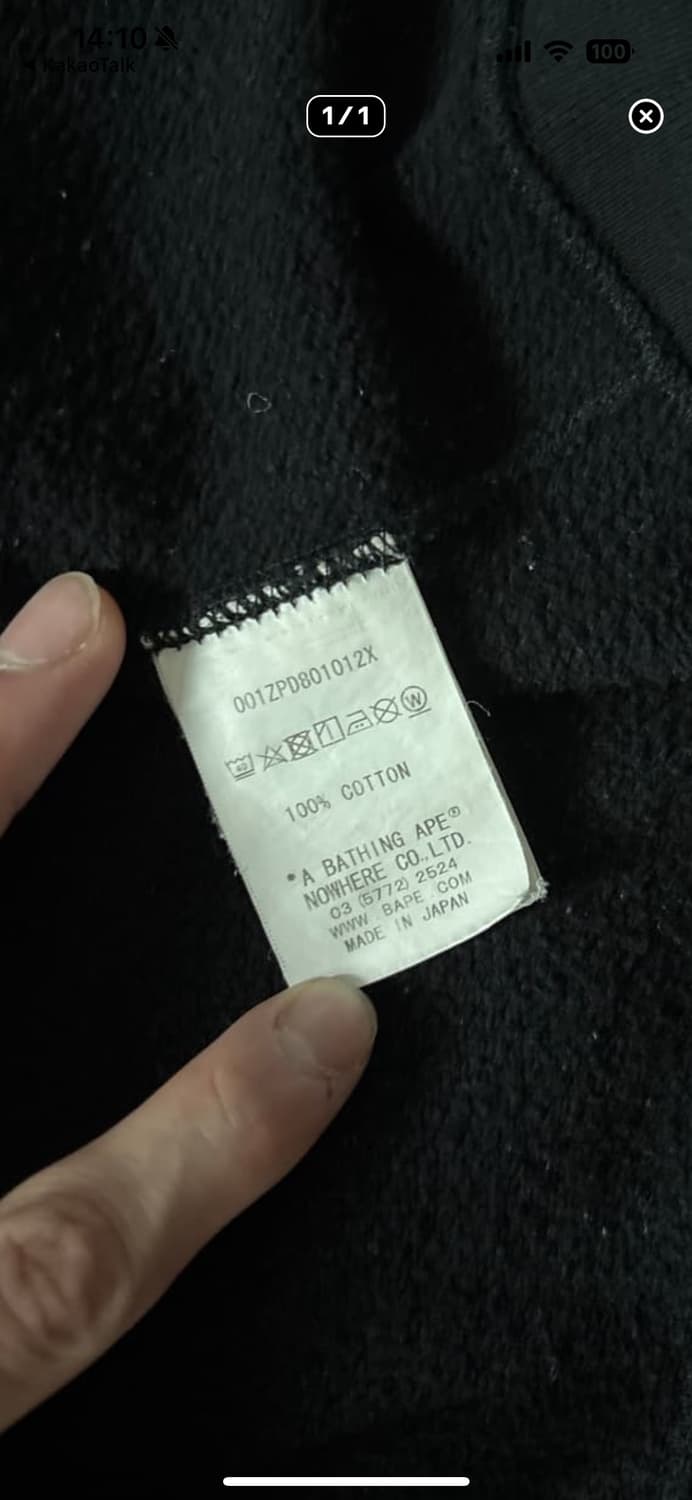 14:10
KakaoTalk
100
1/1
001ZPD801012X
40
W
100% COTTON
*A BATHING APE®
NOWHERE CO.,LTD.
03 (5772) 2524
WWW BAPE COM
MADE IN JAPAN